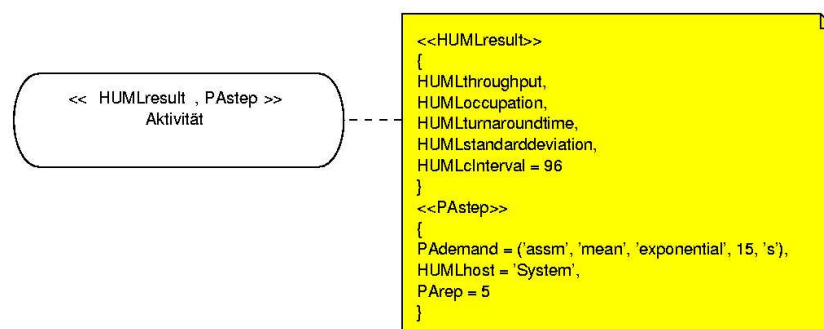 << HUMLresult , PAstep >>
Aktivität
<<HUMLresult>>
{
HUMLthroughput,
HUMLoccupation,
HUMLturnaroundtime,
HUMLstandarddeviation,
HUMLcInterval = 96
}
<<PAstep>>
{
PAdemand = ('assm', 'mean', 'exponential', 15, 's'),
HUMLhost = 'System',
PArep = 5
}